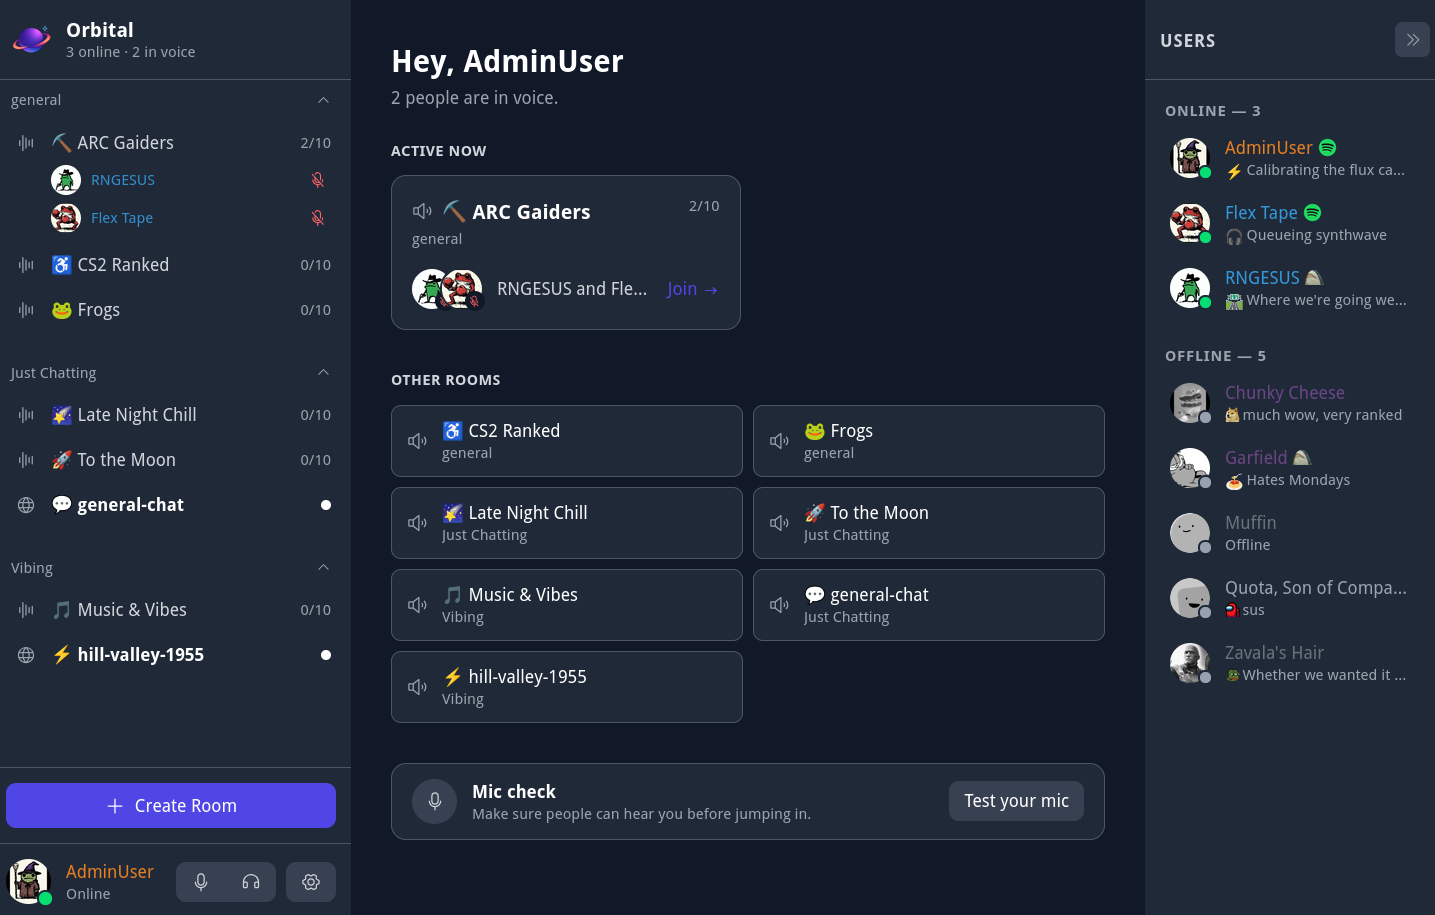 Orbital
3 online · 2 in voice
general
ARC Gaiders 2/10
RNGESUS
Flex Tape
CS2 Ranked 0/10
Frogs 0/10
Just Chatting
Late Night Chill 0/10
To the Moon 0/10
general-chat
Vibing
Music & Vibes 0/10
hill-valley-1955
Create Room
AdminUser
Online
Hey, AdminUser
2 people are in voice.
ACTIVE NOW
ARC Gaiders 2/10
general
RNGESUS and Fle... Join →
OTHER ROOMS
CS2 Ranked
general
Frogs
general
Late Night Chill
Just Chatting
To the Moon
Just Chatting
Music & Vibes
Vibing
general-chat
Just Chatting
hill-valley-1955
Vibing
Mic check
Make sure people can hear you before jumping in.
Test your mic
USERS
ONLINE — 3
AdminUser
Calibrating the flux ca...
Flex Tape
Queueing synthwave
RNGESUS
Where we're going we...
OFFLINE — 5
Chunky Cheese
much wow, very ranked
Garfield
Hates Mondays
Muffin
Offline
Quota, Son of Compa...
sus
Zavala's Hair
Whether we wanted it ...